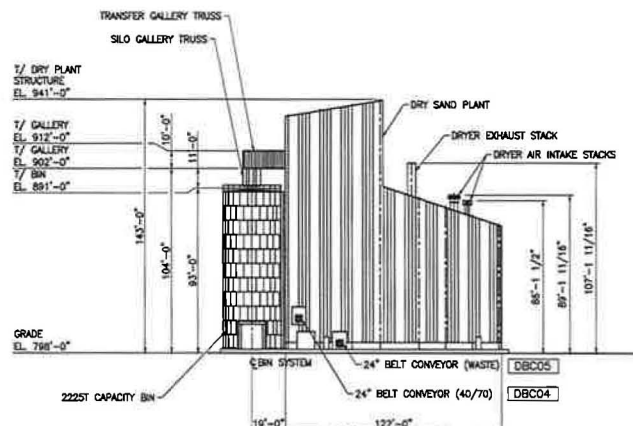 TRANSFER GALLERY TRUSS
SILO GALLERY TRUSS
T/ DRY PLANT
STRUCTURE
EL. 941'-0"
T/ GALLERY
EL. 912'-0"
T/ GALLERY
EL. 902'-0"
T/ BIN
EL. 891'-0"
10'-0"
11'-0"
143'-0"
104'-0"
93'-0"
DRY SAND PLANT
DRYER EXHAUST STACK
DRYER AIR INTAKE STACKS
89'-1 11/16"
107'-1 11/16"
GRADE
EL. 798'-0"
℄ BIN SYSTEM
24" BELT CONVEYOR (WASTE) DBC05
2225T CAPACITY BIN
24" BELT CONVEYOR (40/70) DBC04
19'-0"
122'-0"